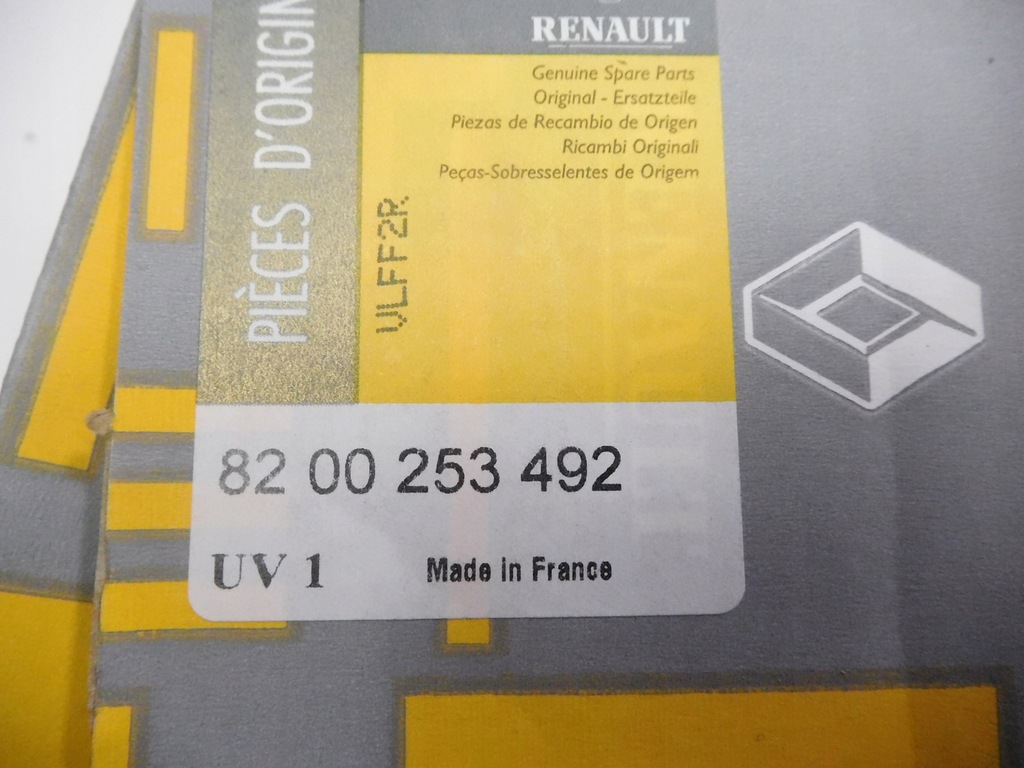 RENAULT
Genuine Spare Parts
Original - Ersatzteile
Piezas de Recambio de Origen
Ricambi Originali
Peças-Sobresselentes de Origem
PIÈCES D'ORIGIN
VLFF2R
82 00 253 492
UV 1
Made in France